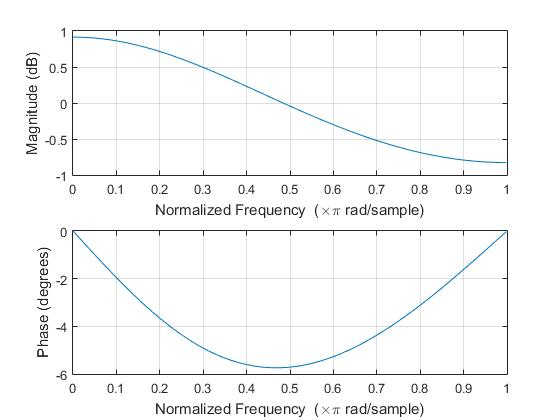 1
0.5
0
-0.5
-1
Magnitude (dB)
0 0.1 0.2 0.3 0.4 0.5 0.6 0.7 0.8 0.9 1
Normalized Frequency (×π rad/sample)
0
-2
-4
-6
Phase (degrees)
0 0.1 0.2 0.3 0.4 0.5 0.6 0.7 0.8 0.9 1
Normalized Frequency (×π rad/sample)